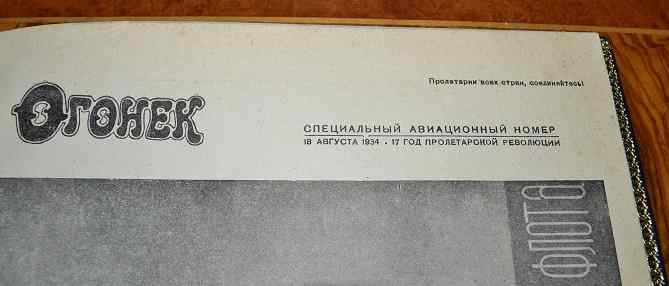 Пролетарии всех стран, соединяйтесь!
Огонек
СПЕЦИАЛЬНЫЙ АВИАЦИОННЫЙ НОМЕР
18 АВГУСТА 1934 • 17 ГОД ПРОЛЕТАРСКОЙ РЕВОЛЮЦИИ
ФЛОТА